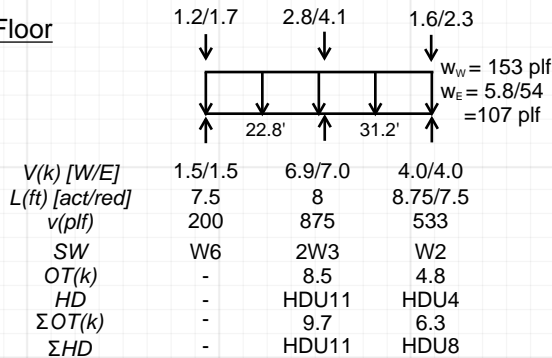 Floor
1.2/1.7 2.8/4.1 1.6/2.3
w_W = 153 plf
w_E = 5.8/54
=107 plf
22.8' 31.2'
V(k) [W/E] 1.5/1.5 6.9/7.0 4.0/4.0
L(ft) [act/red] 7.5 8 8.75/7.5
v(plf) 200 875 533
SW W6 2W3 W2
OT(k) - 8.5 4.8
HD - HDU11 HDU4
ΣOT(k) - 9.7 6.3
ΣHD - HDU11 HDU8